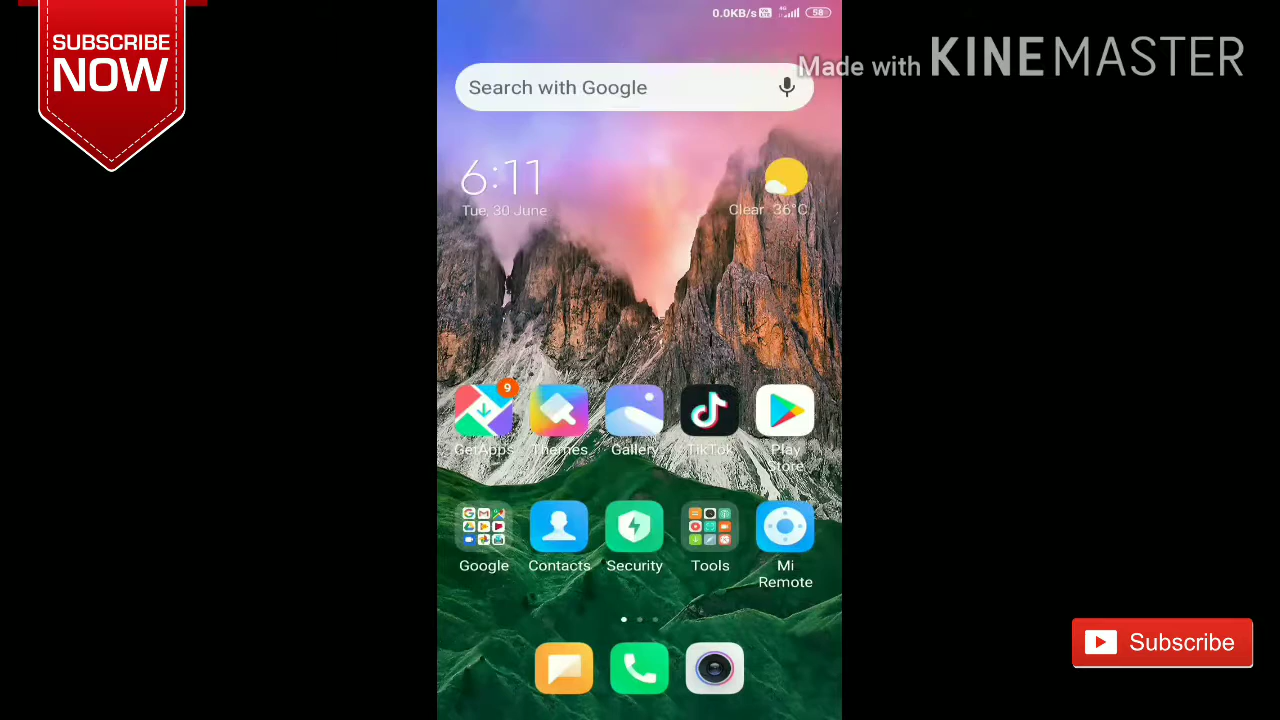 SUBSCRIBE
NOW
0.0KB/s 4G 58
Made with KINEMASTER
Search with Google
6:11
Tue, 30 June
Clear 36°C
9
GetApps Themes Gallery TikTok Play
Store
Google Contacts Security Tools Mi
Remote
Subscribe